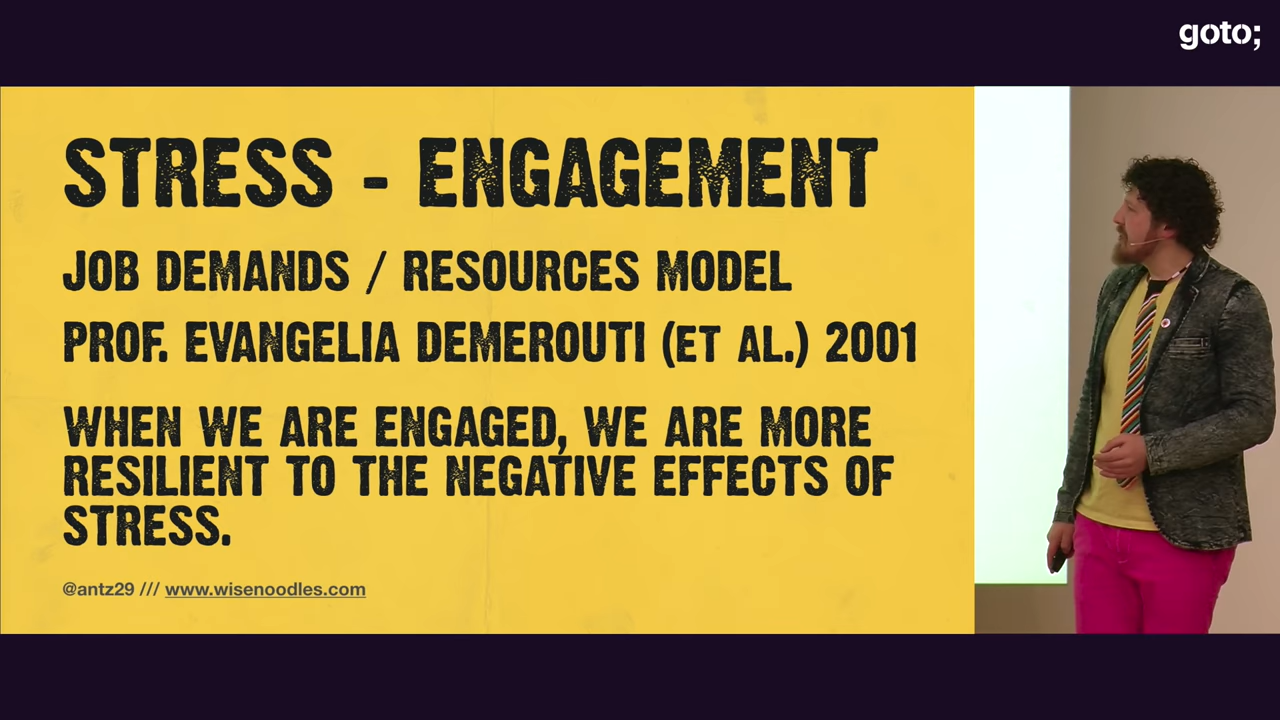 goto;
STRESS - ENGAGEMENT
JOB DEMANDS / RESOURCES MODEL
PROF. EVANGELIA DEMEROUTI (ET AL.) 2001
WHEN WE ARE ENGAGED, WE ARE MORE
RESILIENT TO THE NEGATIVE EFFECTS OF
STRESS.
@antz29 /// www.wisenoodles.com